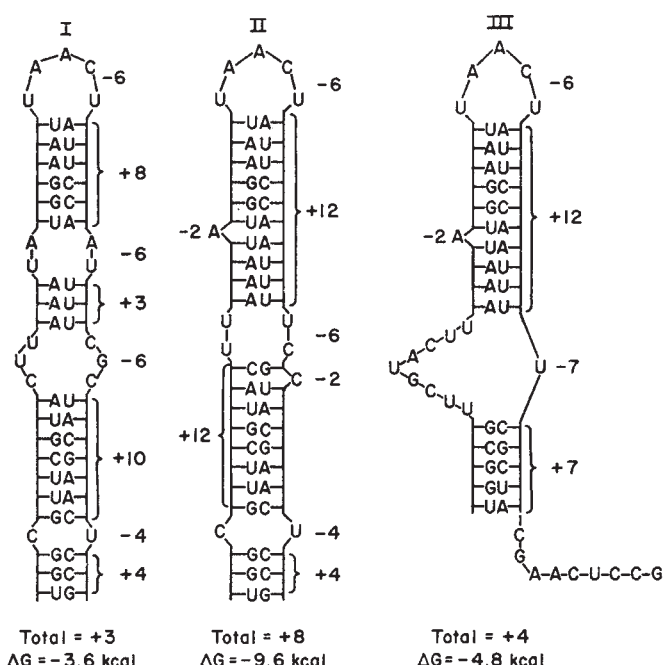 I
A
A C -6
U U
UA
AU
AU
GC
GC
UA
+8
A A
U U
-6
AU
AU
AU
+3
U C
U G
C C
-6
AU
UA
GC
CG
UA
UA
GC
+10
C U -4
GC
GC
UG
+4
Total = +3
ΔG = -3.6 kcal
II
A
A C -6
U U
UA
AU
AU
GC
GC
UA
-2 A
UA
AU
AU
AU
+12
U U
U C
-6
CG
C -2
AU
UA
GC
CG
UA
UA
GC
+12
C U -4
GC
GC
UG
+4
Total = +8
ΔG = -9.6 kcal
III
A
A C -6
U U
UA
AU
AU
GC
GC
UA
-2 A
UA
AU
AU
AU
+12
A C U U
U
G C U U
U -7
GC
CG
GC
GU
UA
+7
C
G
A-A-C-U-C-C-G
Total = +4
ΔG = -4.8 kcal